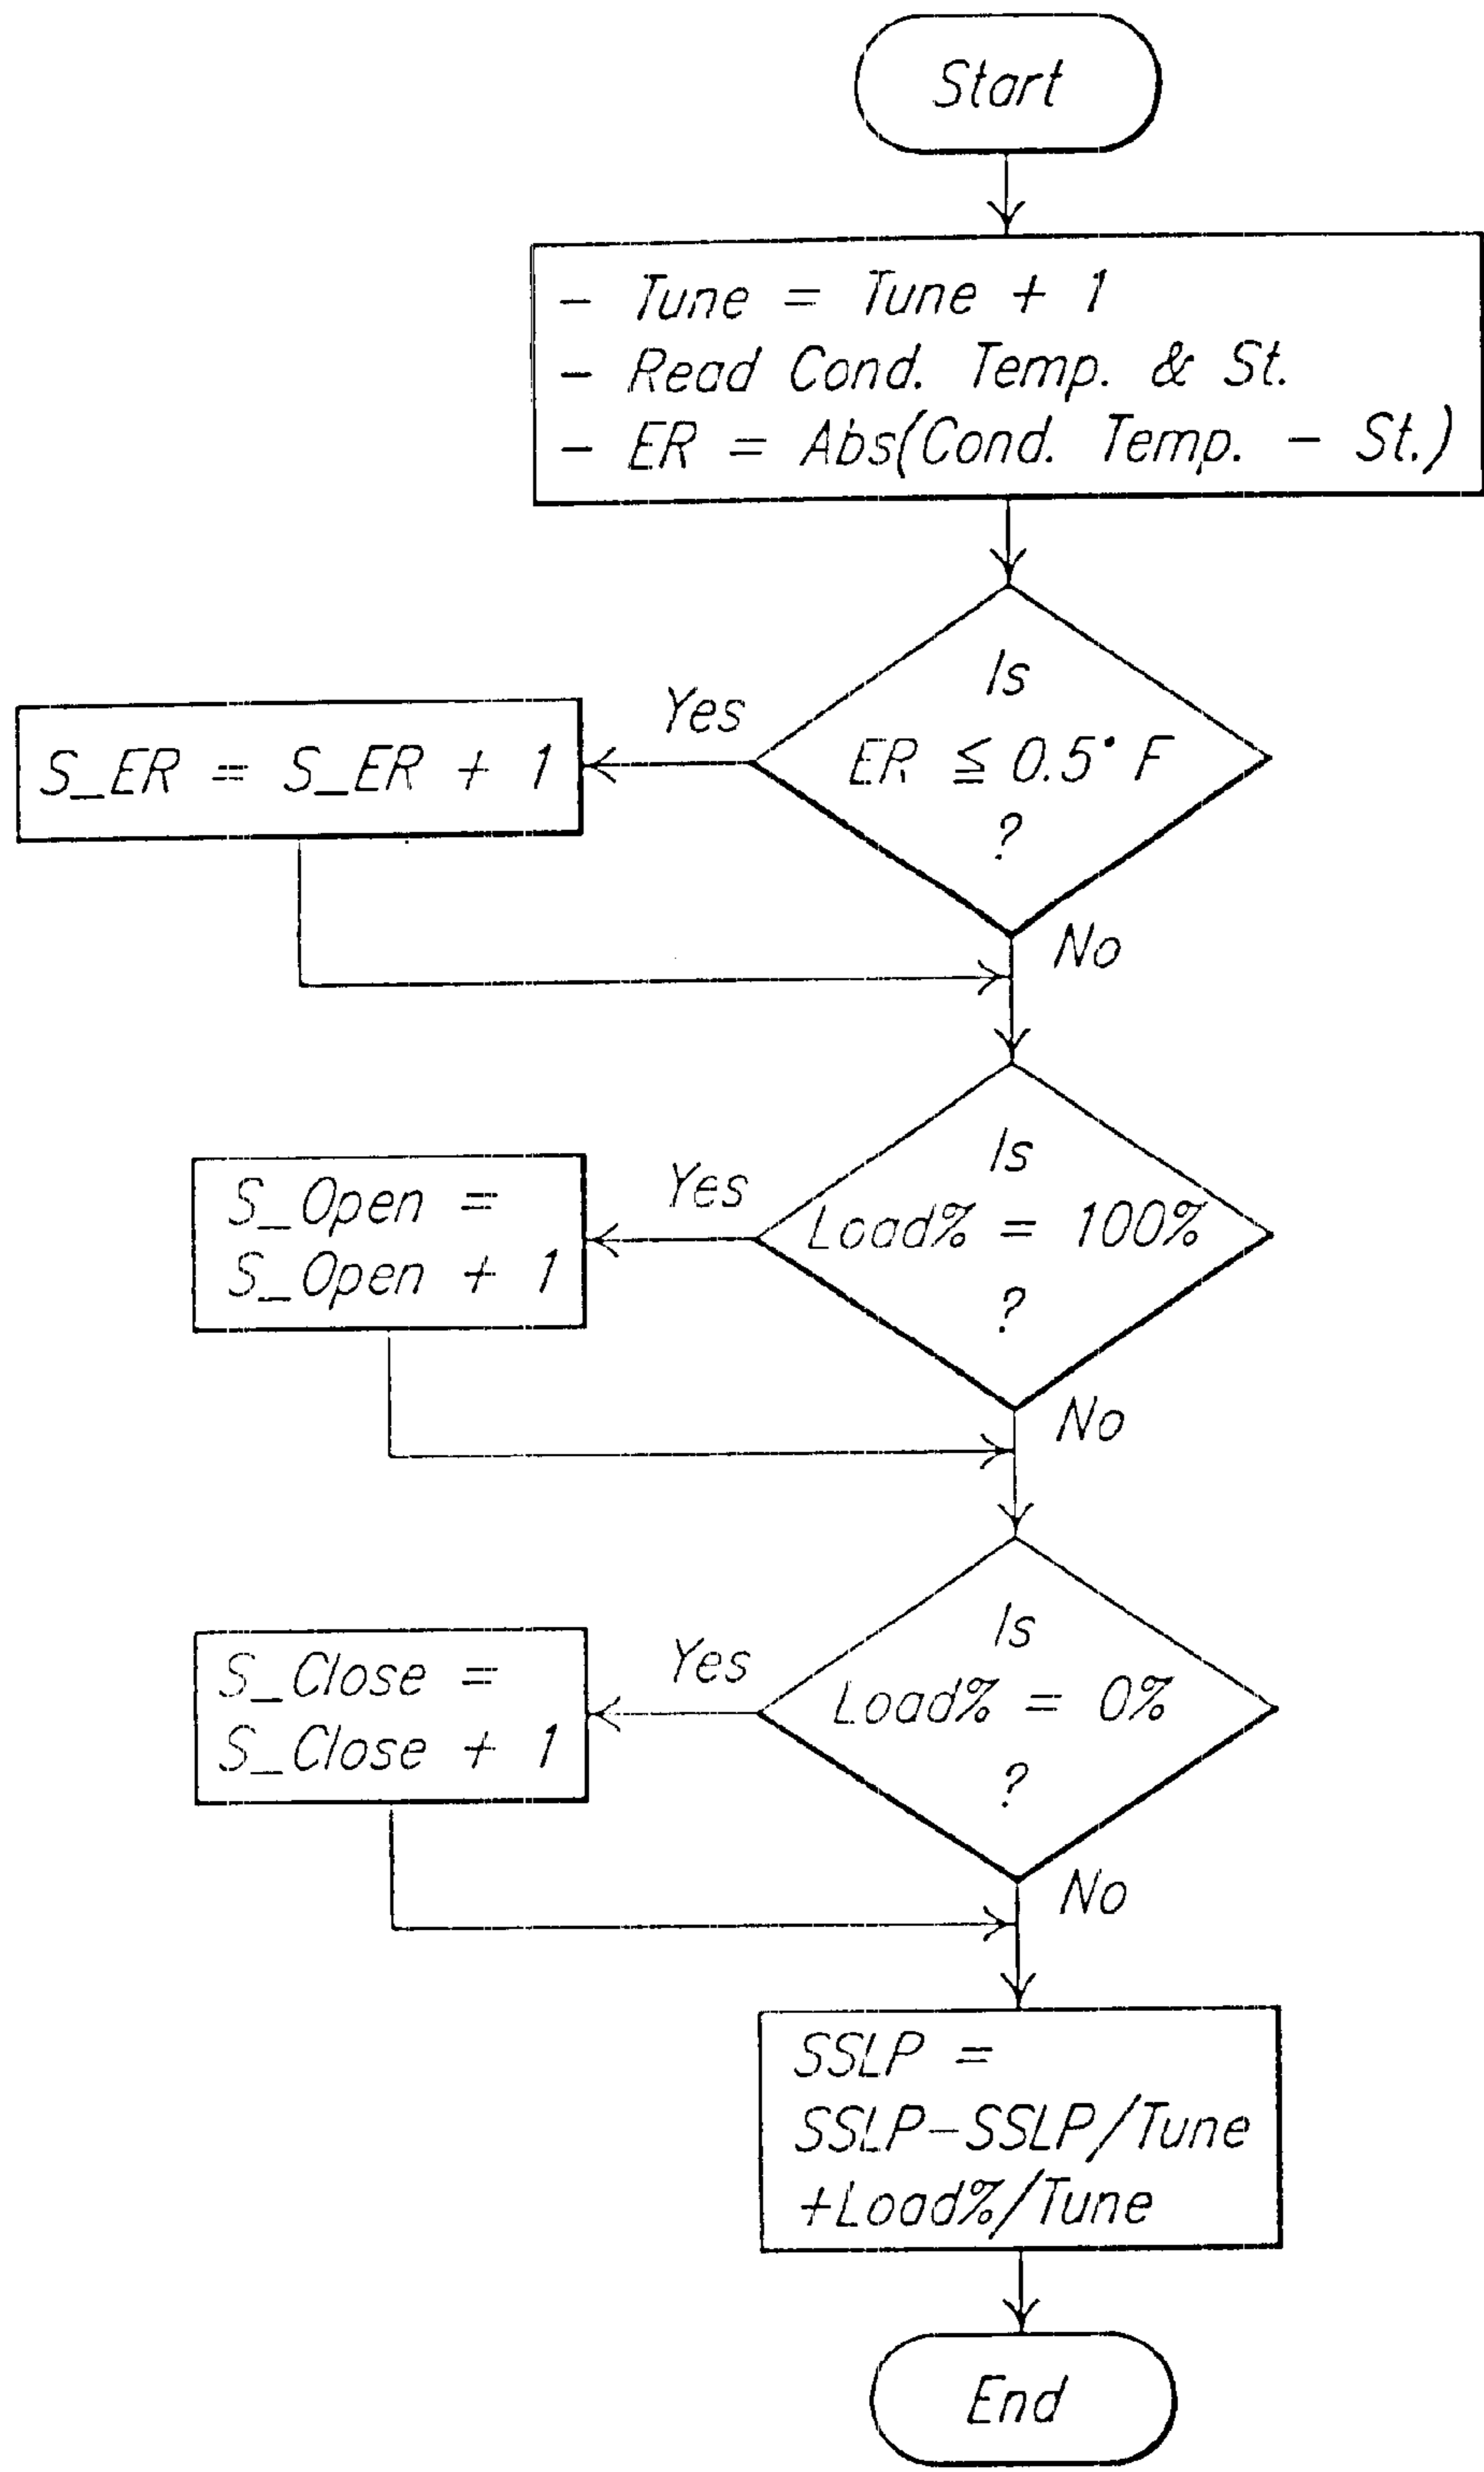 Start
- Tune = Tune + 1
- Read Cond. Temp. & St.
- ER = Abs(Cond. Temp. - St.)
Is
ER ≦ 0.5° F
?
Yes
S_ER = S_ER + 1
No
Is
Load% = 100%
?
Yes
S_Open =
S_Open + 1
No
Is
Load% = 0%
?
Yes
S_Close =
S_Close + 1
No
SSLP =
SSLP-SSLP/Tune
+Load%/Tune
End